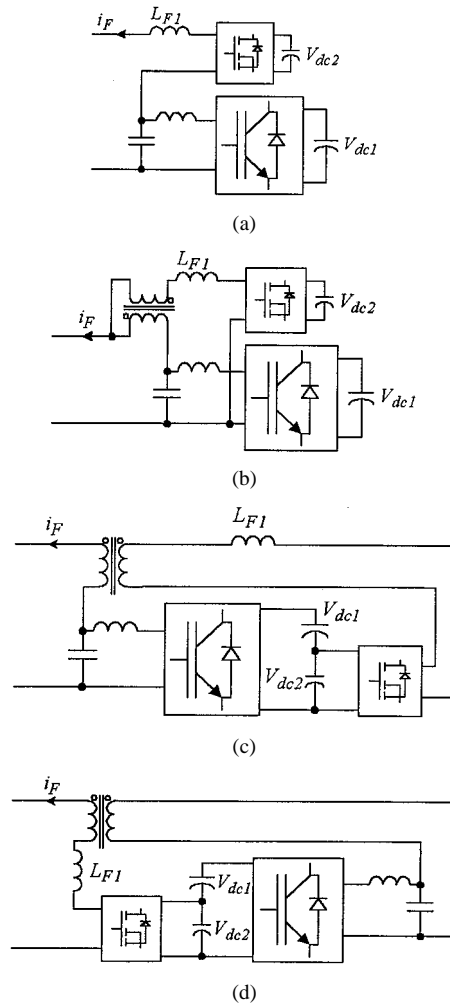 i_F
L_F1
V_dc2
V_dc1
(a)
L_F1
V_dc2
i_F
V_dc1
(b)
i_F
L_F1
V_dc1
V_dc2
(c)
i_F
L_F1
V_dc1
V_dc2
(d)